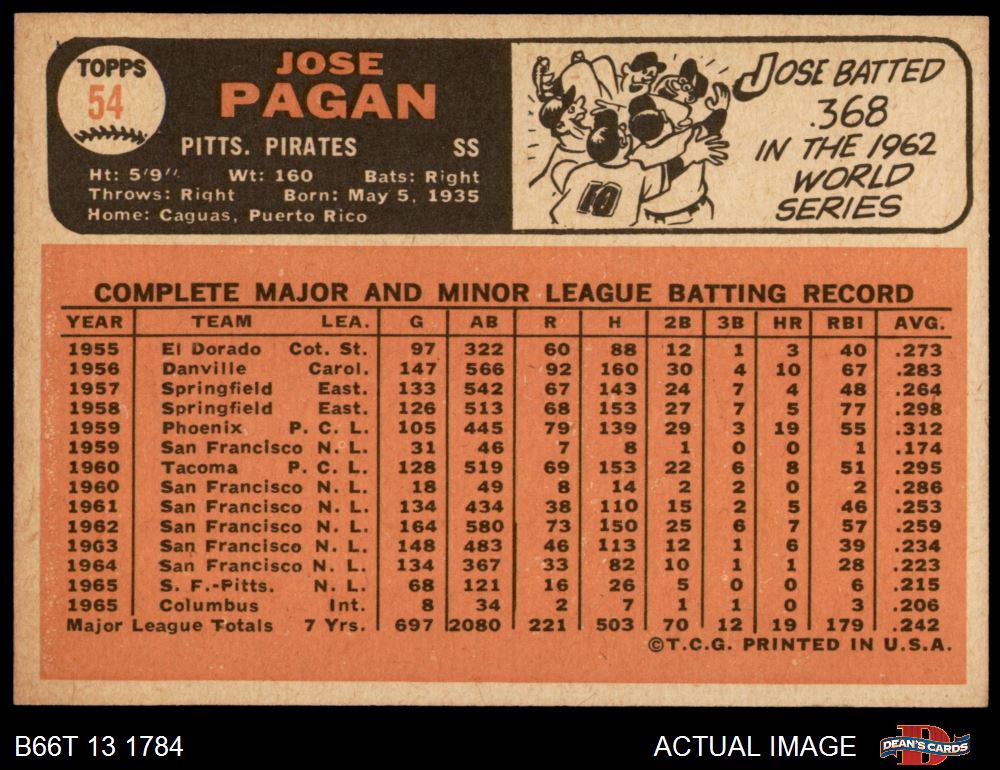 TOPPS
54
JOSE
PAGAN
PITTS. PIRATES SS
Ht: 5'9" Wt: 160 Bats: Right
Throws: Right Born: May 5, 1935
Home: Caguas, Puerto Rico
JOSE BATTED
.368
IN THE 1962
WORLD
SERIES
10
COMPLETE MAJOR AND MINOR LEAGUE BATTING RECORD
YEAR TEAM LEA. G AB R H 2B 3B HR RBI AVG.
1955 El Dorado Cot. St. 97 322 60 88 12 1 3 40 .273
1956 Danville Carol. 147 566 92 160 30 4 10 67 .283
1957 Springfield East. 133 542 67 143 24 7 4 48 .264
1958 Springfield East. 126 513 68 153 27 7 5 77 .298
1959 Phoenix P. C. L. 105 445 79 139 29 3 19 55 .312
1959 San Francisco N. L. 31 46 7 8 1 0 0 1 .174
1960 Tacoma P. C. L. 128 519 69 153 22 6 8 51 .295
1960 San Francisco N. L. 18 49 8 14 2 2 0 2 .286
1961 San Francisco N. L. 134 434 38 110 15 2 5 46 .253
1962 San Francisco N. L. 164 580 73 150 25 6 7 57 .259
1963 San Francisco N. L. 148 483 46 113 12 1 6 39 .234
1964 San Francisco N. L. 134 367 33 82 10 1 1 28 .223
1965 S. F.-Pitts. N. L. 68 121 16 26 5 0 0 6 .215
1965 Columbus Int. 8 34 2 7 1 1 0 3 .206
Major League Totals 7 Yrs. 697 2080 221 503 70 12 19 179 .242
©T.C.G. PRINTED IN U.S.A.
B66T 13 1784
ACTUAL IMAGE
D
DEAN'S CARDS